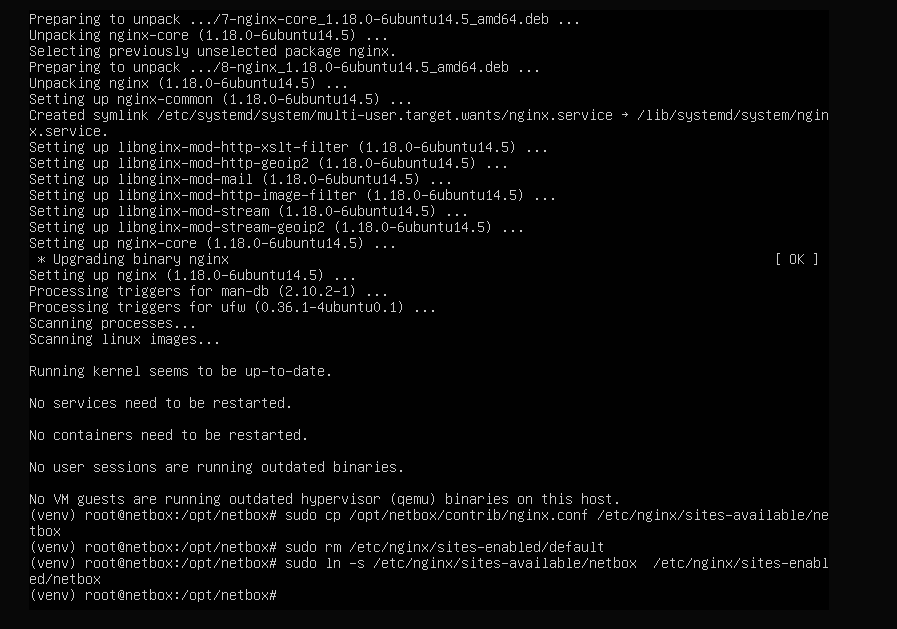 Preparing to unpack .../7-nginx-core_1.18.0-6ubuntu14.5_amd64.deb ...
Unpacking nginx-core (1.18.0-6ubuntu14.5) ...
Selecting previously unselected package nginx.
Preparing to unpack .../8-nginx_1.18.0-6ubuntu14.5_amd64.deb ...
Unpacking nginx (1.18.0-6ubuntu14.5) ...
Setting up nginx-common (1.18.0-6ubuntu14.5) ...
Created symlink /etc/systemd/system/multi-user.target.wants/nginx.service → /lib/systemd/system/ngin
x.service.
Setting up libnginx-mod-http-xslt-filter (1.18.0-6ubuntu14.5) ...
Setting up libnginx-mod-http-geoip2 (1.18.0-6ubuntu14.5) ...
Setting up libnginx-mod-mail (1.18.0-6ubuntu14.5) ...
Setting up libnginx-mod-http-image-filter (1.18.0-6ubuntu14.5) ...
Setting up libnginx-mod-stream (1.18.0-6ubuntu14.5) ...
Setting up libnginx-mod-stream-geoip2 (1.18.0-6ubuntu14.5) ...
Setting up nginx-core (1.18.0-6ubuntu14.5) ...
 * Upgrading binary nginx [ OK ]
Setting up nginx (1.18.0-6ubuntu14.5) ...
Processing triggers for man-db (2.10.2-1) ...
Processing triggers for ufw (0.36.1-4ubuntu0.1) ...
Scanning processes...
Scanning linux images...
Running kernel seems to be up-to-date.
No services need to be restarted.
No containers need to be restarted.
No user sessions are running outdated binaries.
No VM guests are running outdated hypervisor (qemu) binaries on this host.
(venv) root@netbox:/opt/netbox# sudo cp /opt/netbox/contrib/nginx.conf /etc/nginx/sites-available/ne
tbox
(venv) root@netbox:/opt/netbox# sudo rm /etc/nginx/sites-enabled/default
(venv) root@netbox:/opt/netbox# sudo ln -s /etc/nginx/sites-available/netbox  /etc/nginx/sites-enabl
ed/netbox
(venv) root@netbox:/opt/netbox#